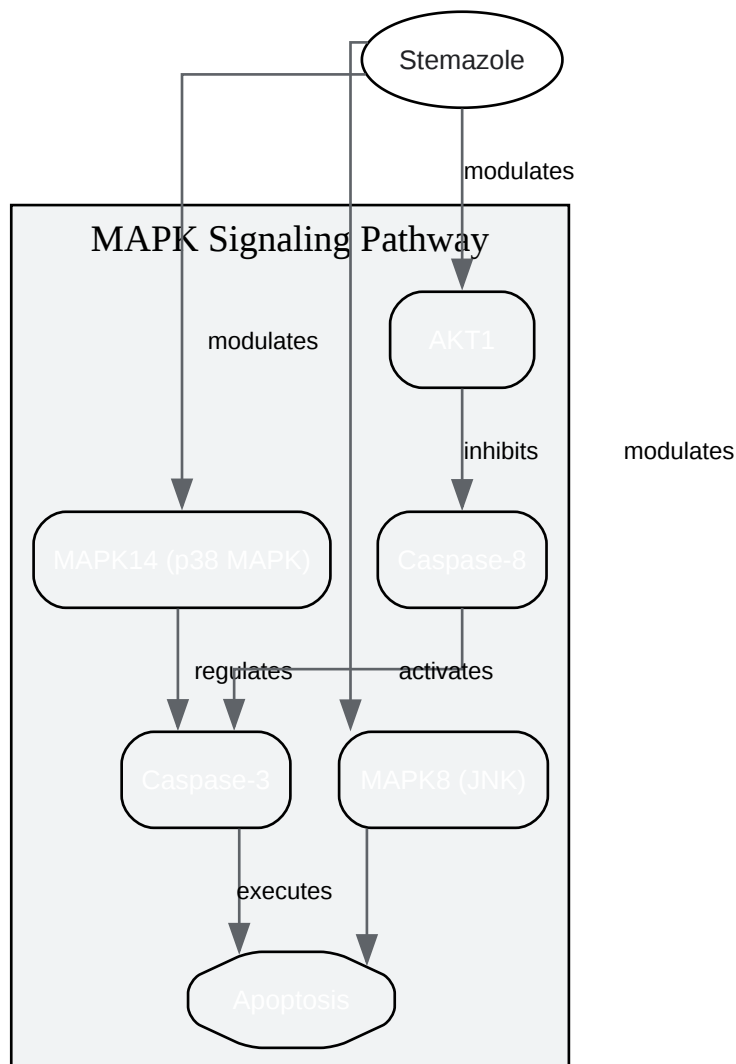 Stemazole
modulates
MAPK Signaling Pathway
modulates
AKT1
inhibits
modulates
MAPK14 (p38 MAPK)
Caspase-8
regulates
activates
Caspase-3
MAPK8 (JNK)
executes
Apoptosis